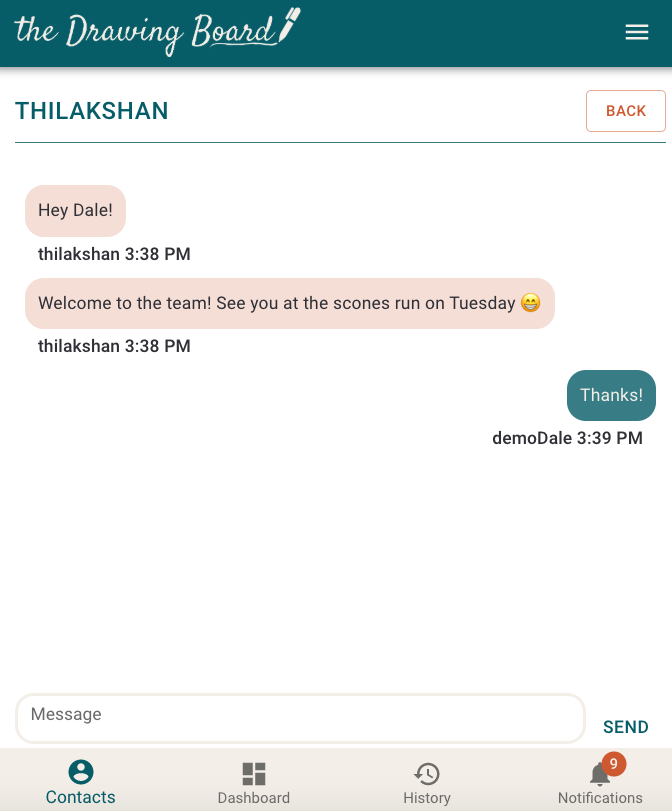 the Drawing Board
THILAKSHAN
BACK
Hey Dale!
thilakshan 3:38 PM
Welcome to the team! See you at the scones run on Tuesday 😁
thilakshan 3:38 PM
Thanks!
demoDale 3:39 PM
Message
SEND
9
Contacts
Dashboard
History
Notifications